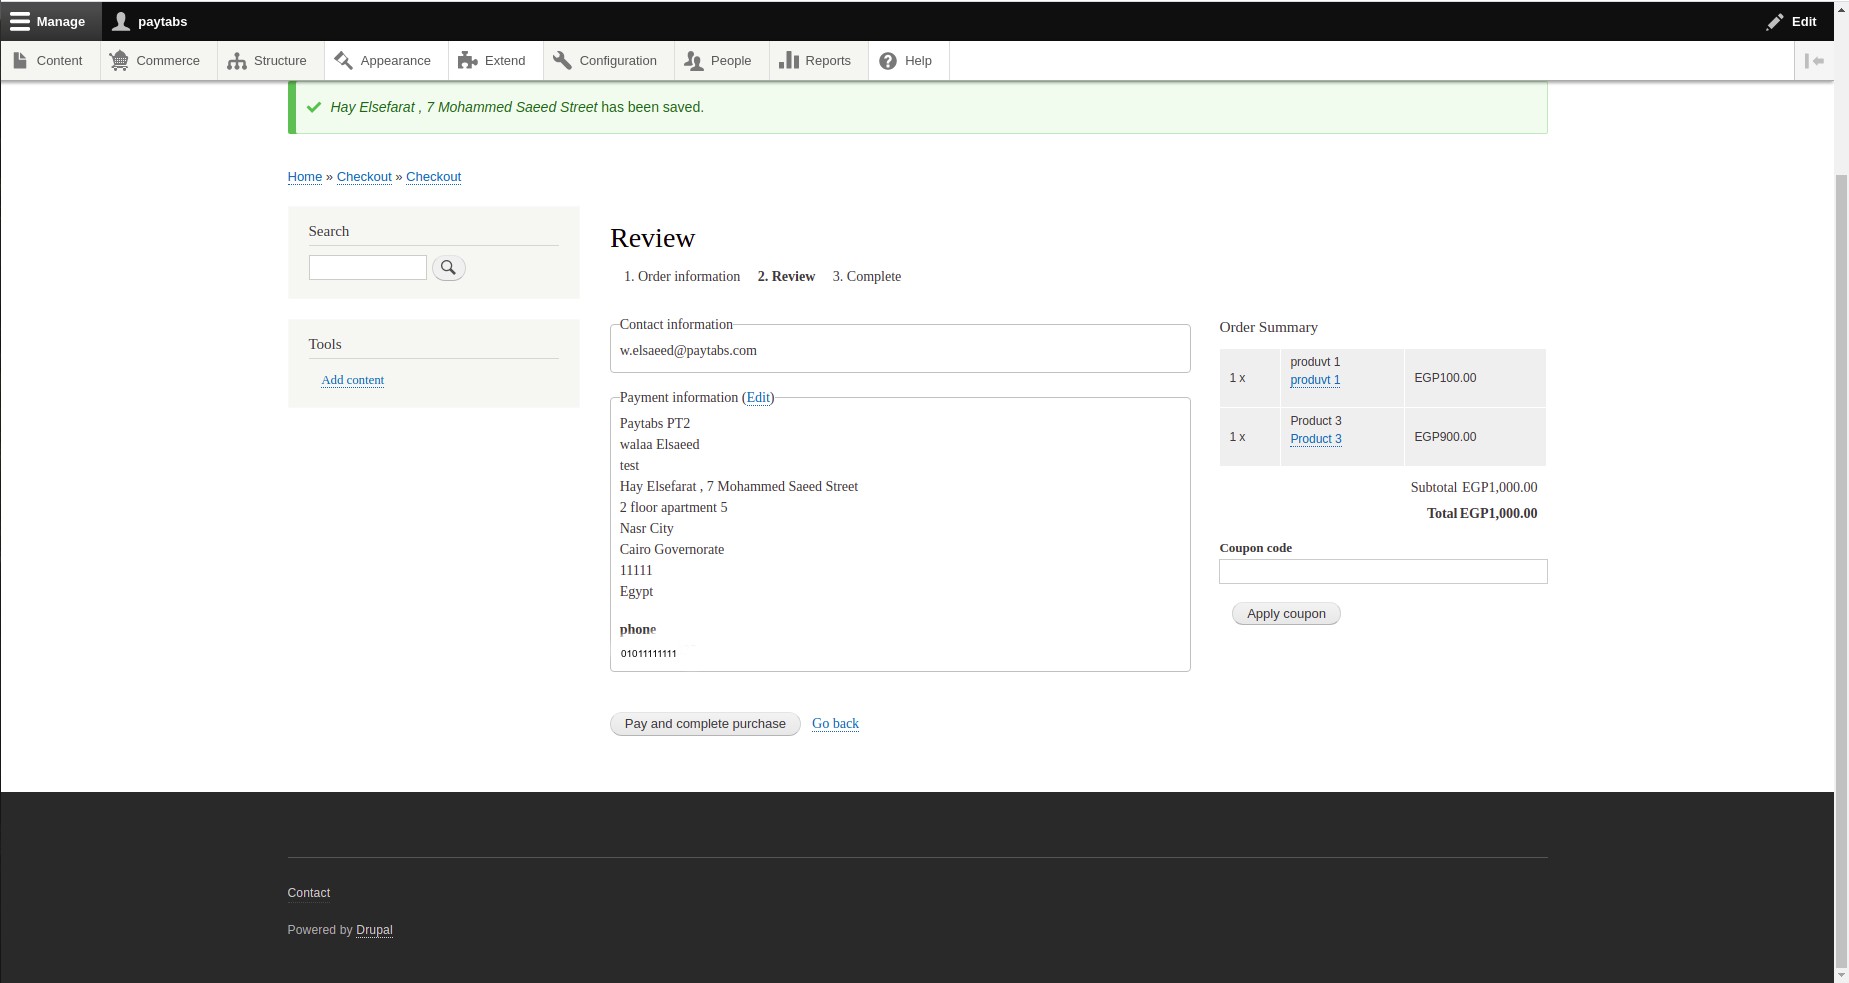 Manage paytabs Edit
Content Commerce Structure Appearance Extend Configuration People Reports Help
Hay Elsefarat , 7 Mohammed Saeed Street has been saved.
Home » Checkout » Checkout
Search
Tools
Add content
Review
1. Order information 2. Review 3. Complete
Contact information
w.elsaeed@paytabs.com
Payment information (Edit)
Paytabs PT2
walaa Elsaeed
test
Hay Elsefarat , 7 Mohammed Saeed Street
2 floor apartment 5
Nasr City
Cairo Governorate
11111
Egypt
phone
01011111111
Pay and complete purchase Go back
Order Summary
produvt 1
1 x produvt 1 EGP100.00
Product 3
1 x Product 3 EGP900.00
Subtotal EGP1,000.00
Total EGP1,000.00
Coupon code
Apply coupon
Contact
Powered by Drupal